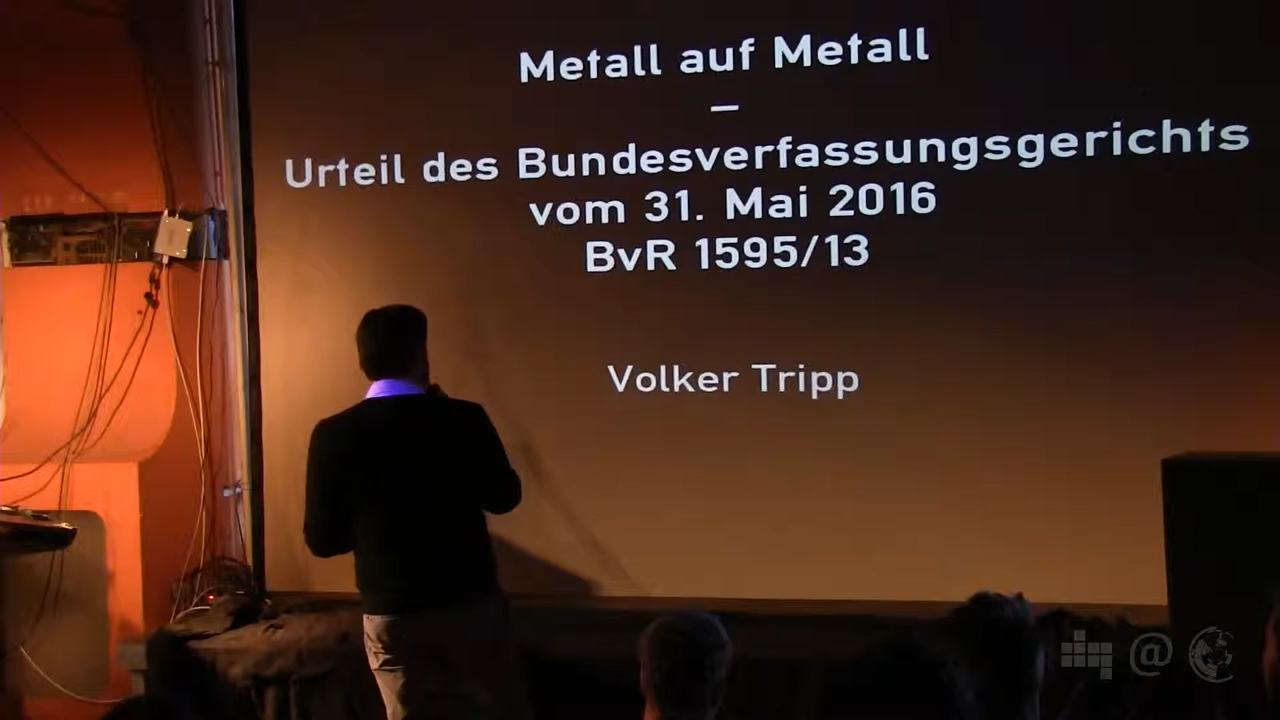 Metall auf Metall
–
Urteil des Bundesverfassungsgerichts
vom 31. Mai 2016
BvR 1595/13
Volker Tripp
@